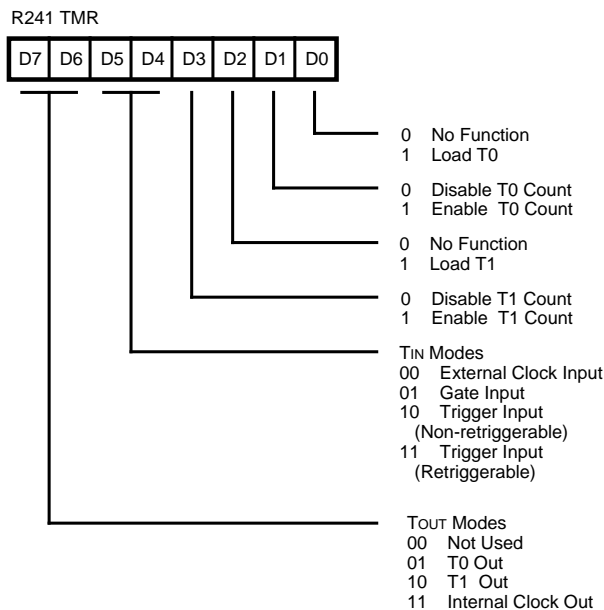 R241 TMR
D7 D6 D5 D4 D3 D2 D1 D0
0 No Function
1 Load T0
0 Disable T0 Count
1 Enable T0 Count
0 No Function
1 Load T1
0 Disable T1 Count
1 Enable T1 Count
TIN Modes
00 External Clock Input
01 Gate Input
10 Trigger Input
(Non-retriggerable)
11 Trigger Input
(Retriggerable)
TOUT Modes
00 Not Used
01 T0 Out
10 T1 Out
11 Internal Clock Out